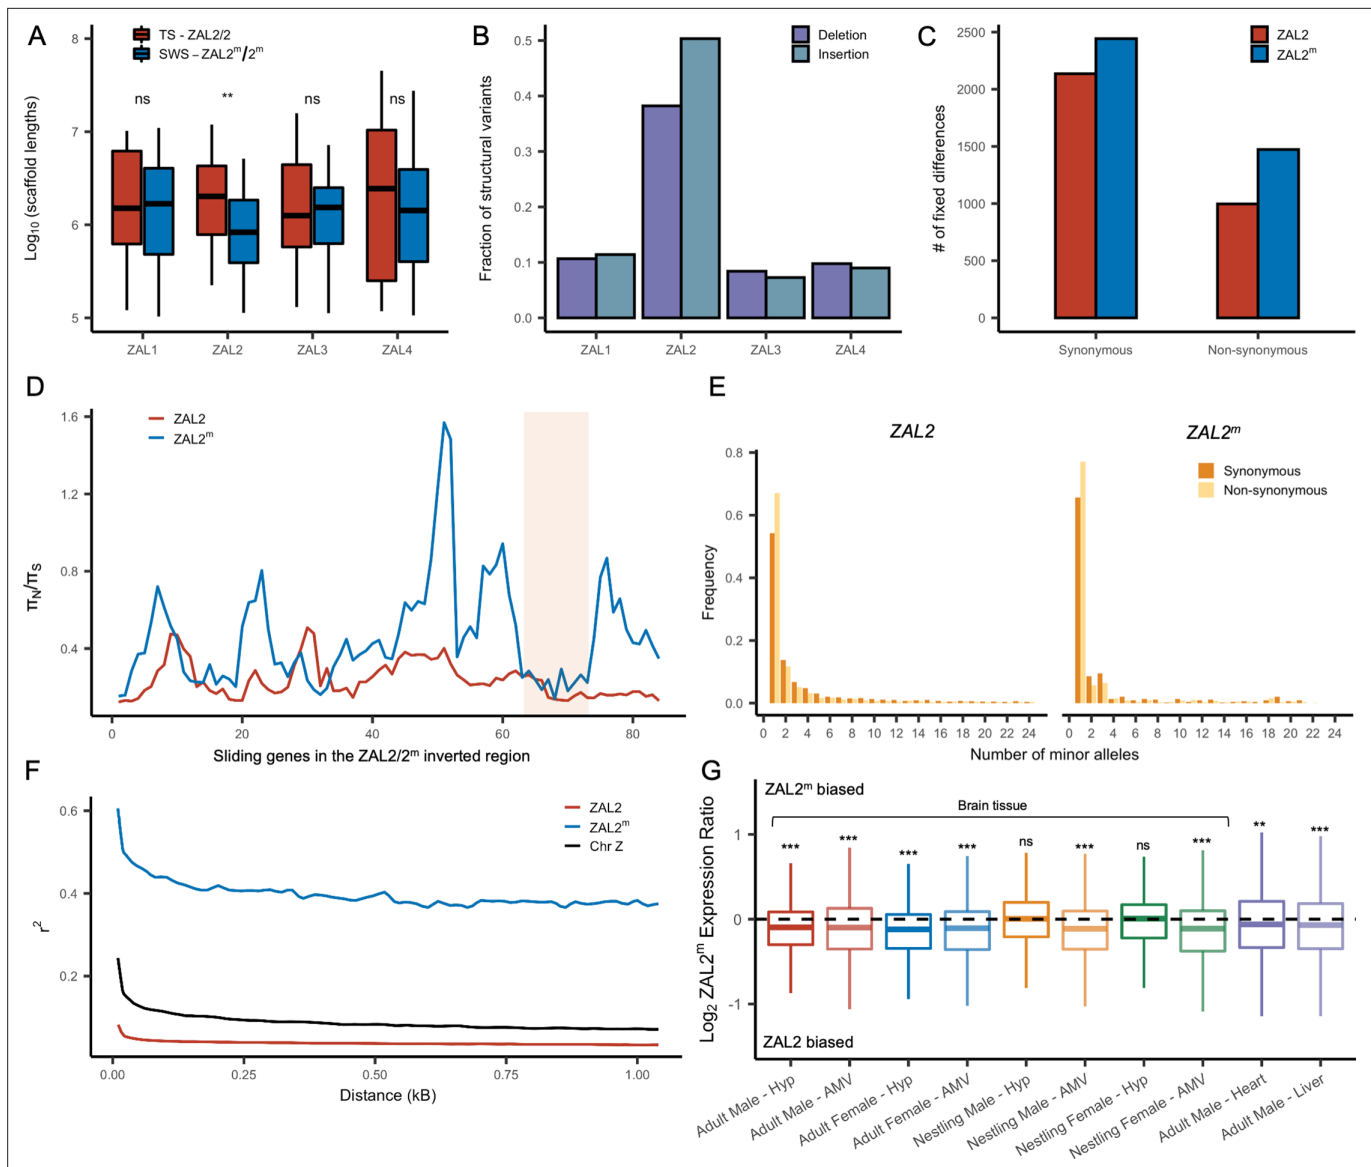 A
TS - ZAL2/2
SWS – ZAL2ᵐ/2ᵐ
Log₁₀ (scaffold lengths)
8
7
6
5
ns
**
ns
ns
ZAL1
ZAL2
ZAL3
ZAL4
B
Deletion
Insertion
Fraction of structural variants
0.5
0.4
0.3
0.2
0.1
0.0
ZAL1
ZAL2
ZAL3
ZAL4
C
ZAL2
ZAL2ᵐ
# of fixed differences
2500
2000
1500
1000
500
0
Synonymous
Non-synonymous
D
ZAL2
ZAL2ᵐ
πN/πS
1.6
1.2
0.8
0.4
0
20
40
60
80
Sliding genes in the ZAL2/2ᵐ inverted region
E
ZAL2
ZAL2ᵐ
Synonymous
Non-synonymous
Frequency
0.8
0.6
0.4
0.2
0.0
0 2 4 6 8 10 12 14 16 18 20 22 24
0 2 4 6 8 10 12 14 16 18 20 22 24
Number of minor alleles
F
ZAL2
ZAL2ᵐ
Chr Z
r²
0.6
0.4
0.2
0.00
0.25
0.50
0.75
1.00
Distance (kB)
G
ZAL2ᵐ biased
Brain tissue
Log₂ ZAL2ᵐ Expression Ratio
1
0
-1
***
***
***
***
ns
***
ns
***
**
***
ZAL2 biased
Adult Male - Hyp
Adult Male - AMV
Adult Female - Hyp
Adult Female - AMV
Nestling Male - Hyp
Nestling Male - AMV
Nestling Female - Hyp
Nestling Female - AMV
Adult Male - Heart
Adult Male - Liver